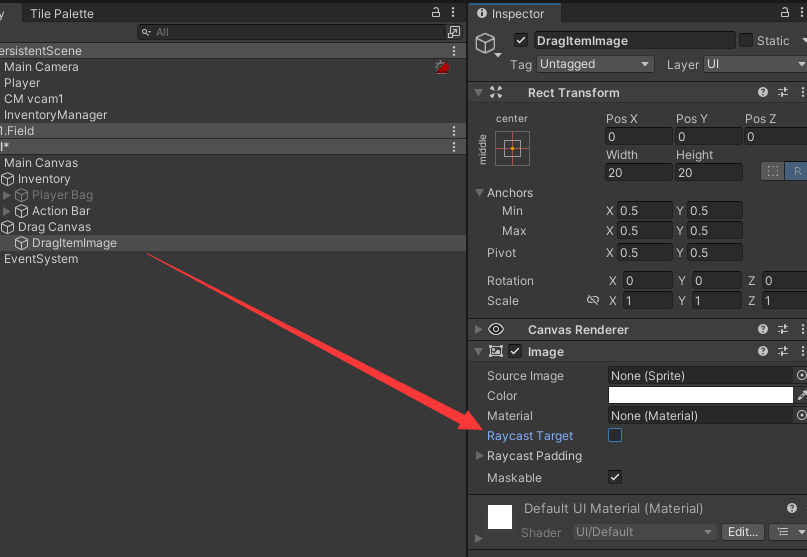 y
Tile Palette
All
ersistentScene
Main Camera
Player
CM vcam1
InventoryManager
1.Field
I*
Main Canvas
Inventory
Player Bag
Action Bar
Drag Canvas
DragItemImage
EventSystem
Inspector
DragItemImage Static
Tag Untagged Layer UI
Rect Transform
center
middle
Pos X Pos Y Pos Z
0 0 0
Width Height
20 20 R
Anchors
Min X 0.5 Y 0.5
Max X 0.5 Y 0.5
Pivot X 0.5 Y 0.5
Rotation X 0 Y 0 Z 0
Scale X 1 Y 1 Z 1
Canvas Renderer
Image
Source Image None (Sprite)
Color
Material None (Material)
Raycast Target
Raycast Padding
Maskable
Default UI Material (Material)
Shader UI/Default Edit...